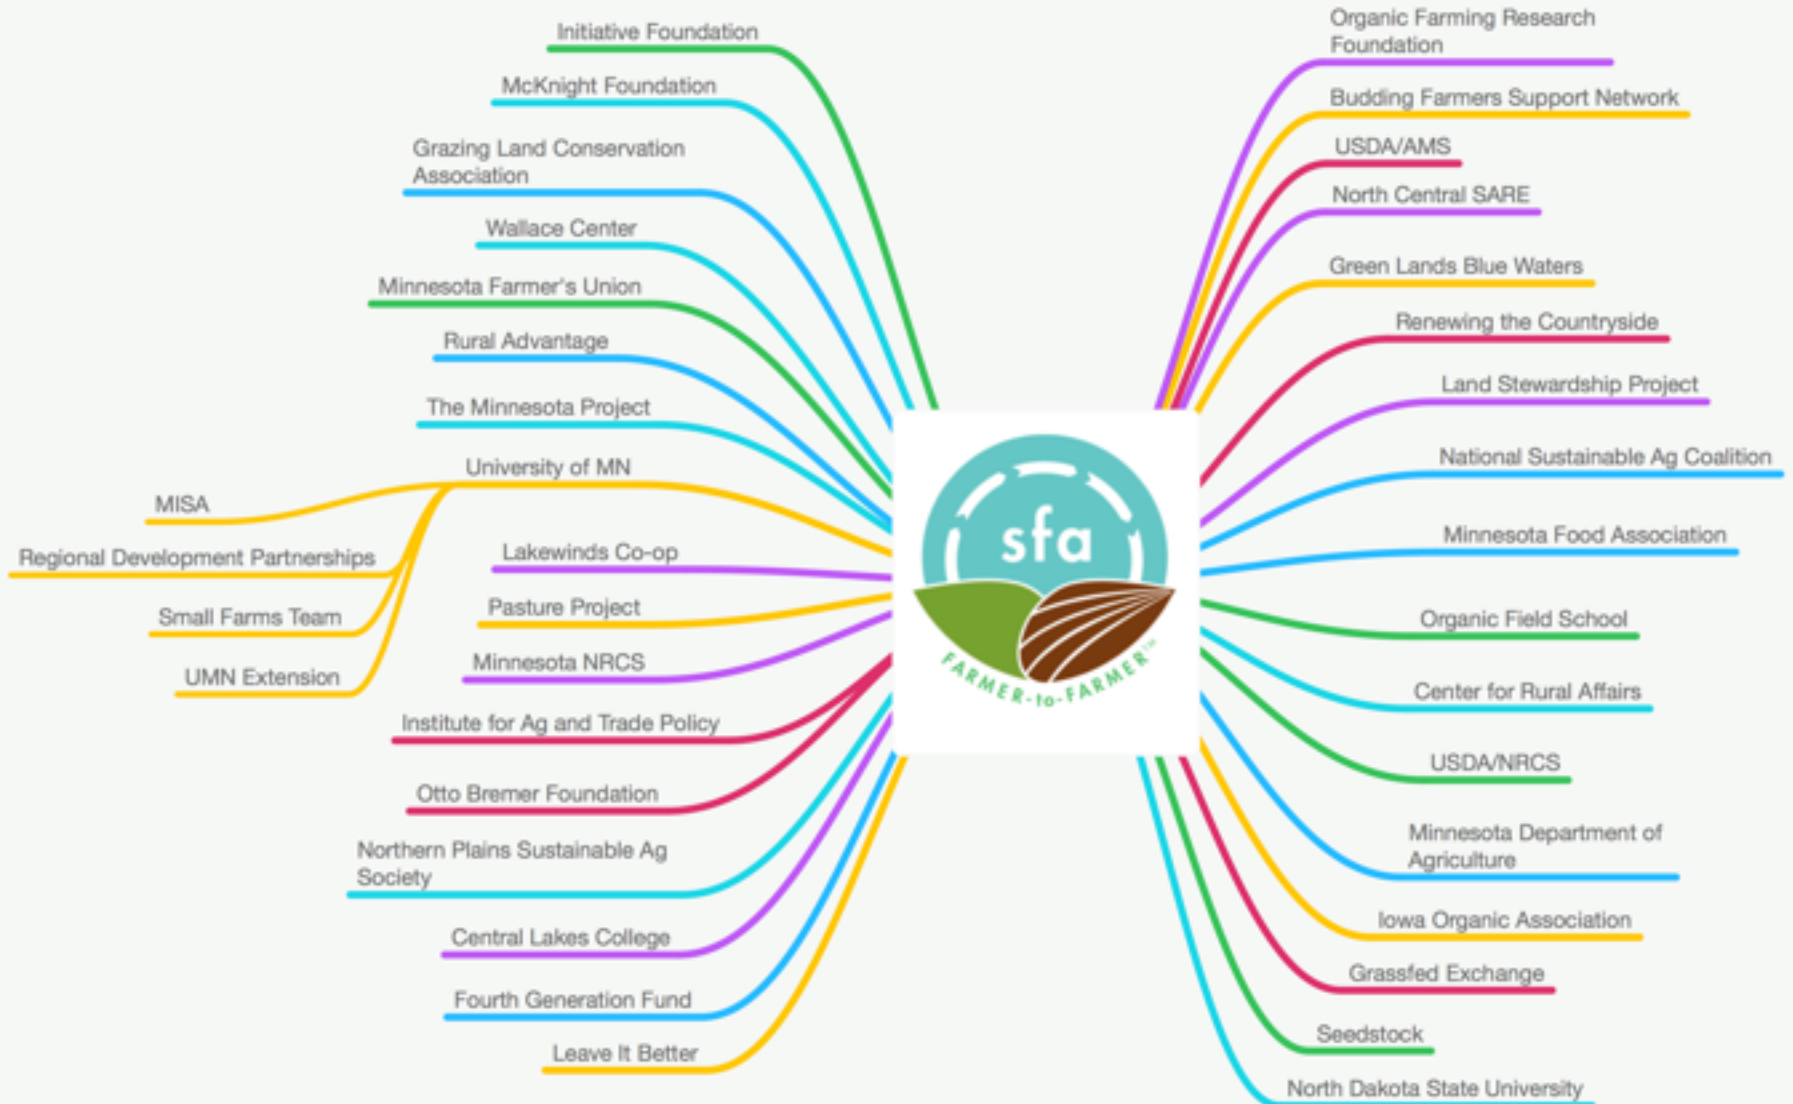 Initiative Foundation
McKnight Foundation
Grazing Land Conservation
Association
Wallace Center
Minnesota Farmer's Union
Rural Advantage
The Minnesota Project
University of MN
MISA
Regional Development Partnerships
Small Farms Team
UMN Extension
Lakewinds Co-op
Pasture Project
Minnesota NRCS
Institute for Ag and Trade Policy
Otto Bremer Foundation
Northern Plains Sustainable Ag
Society
Central Lakes College
Fourth Generation Fund
Leave It Better
sfa
FARMER-to-FARMER™
Organic Farming Research
Foundation
Budding Farmers Support Network
USDA/AMS
North Central SARE
Green Lands Blue Waters
Renewing the Countryside
Land Stewardship Project
National Sustainable Ag Coalition
Minnesota Food Association
Organic Field School
Center for Rural Affairs
USDA/NRCS
Minnesota Department of
Agriculture
Iowa Organic Association
Grassfed Exchange
Seedstock
North Dakota State University